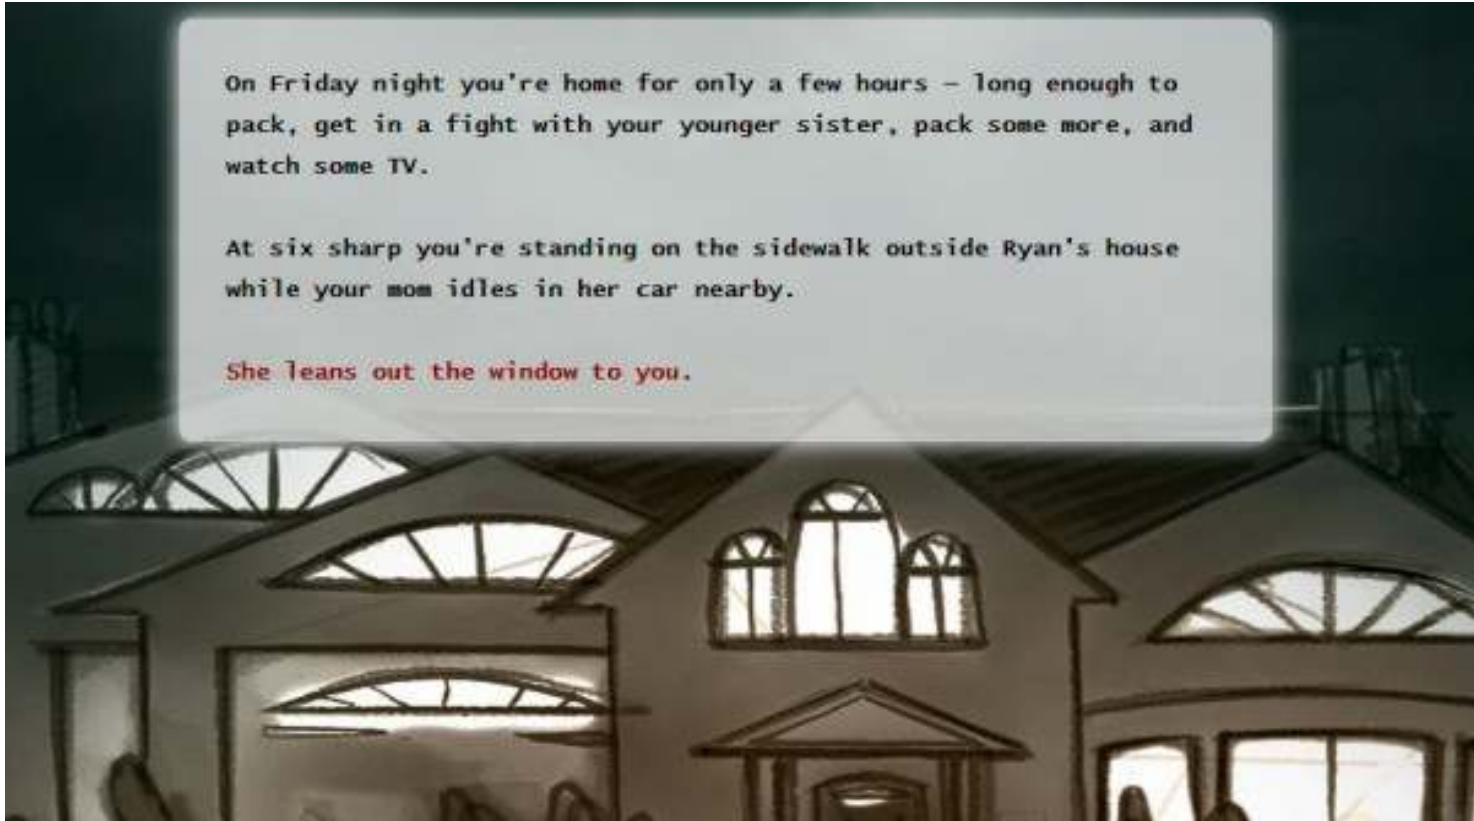 On Friday night you're home for only a few hours – long enough to
pack, get in a fight with your younger sister, pack some more, and
watch some TV.
At six sharp you're standing on the sidewalk outside Ryan's house
while your mom idles in her car nearby.
She leans out the window to you.